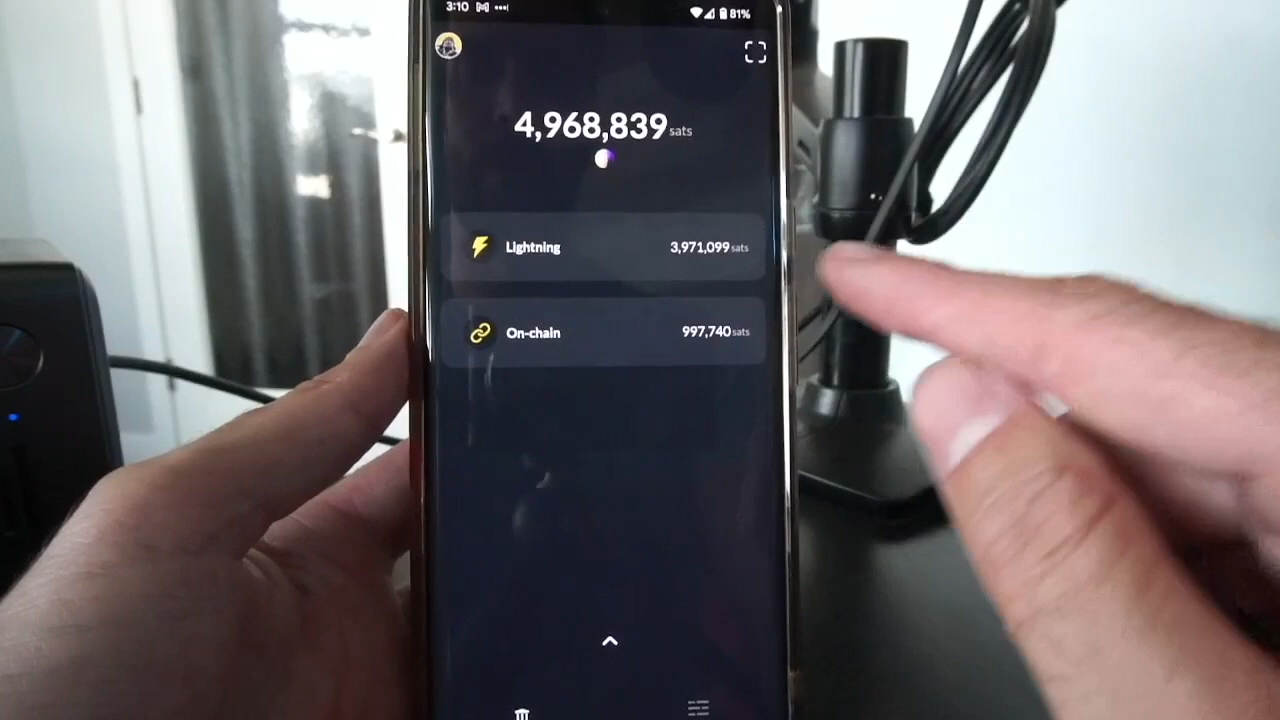 3:10 81%
4,968,839 sats
Lightning 3,971,099 sats
On-chain 997,740 sats